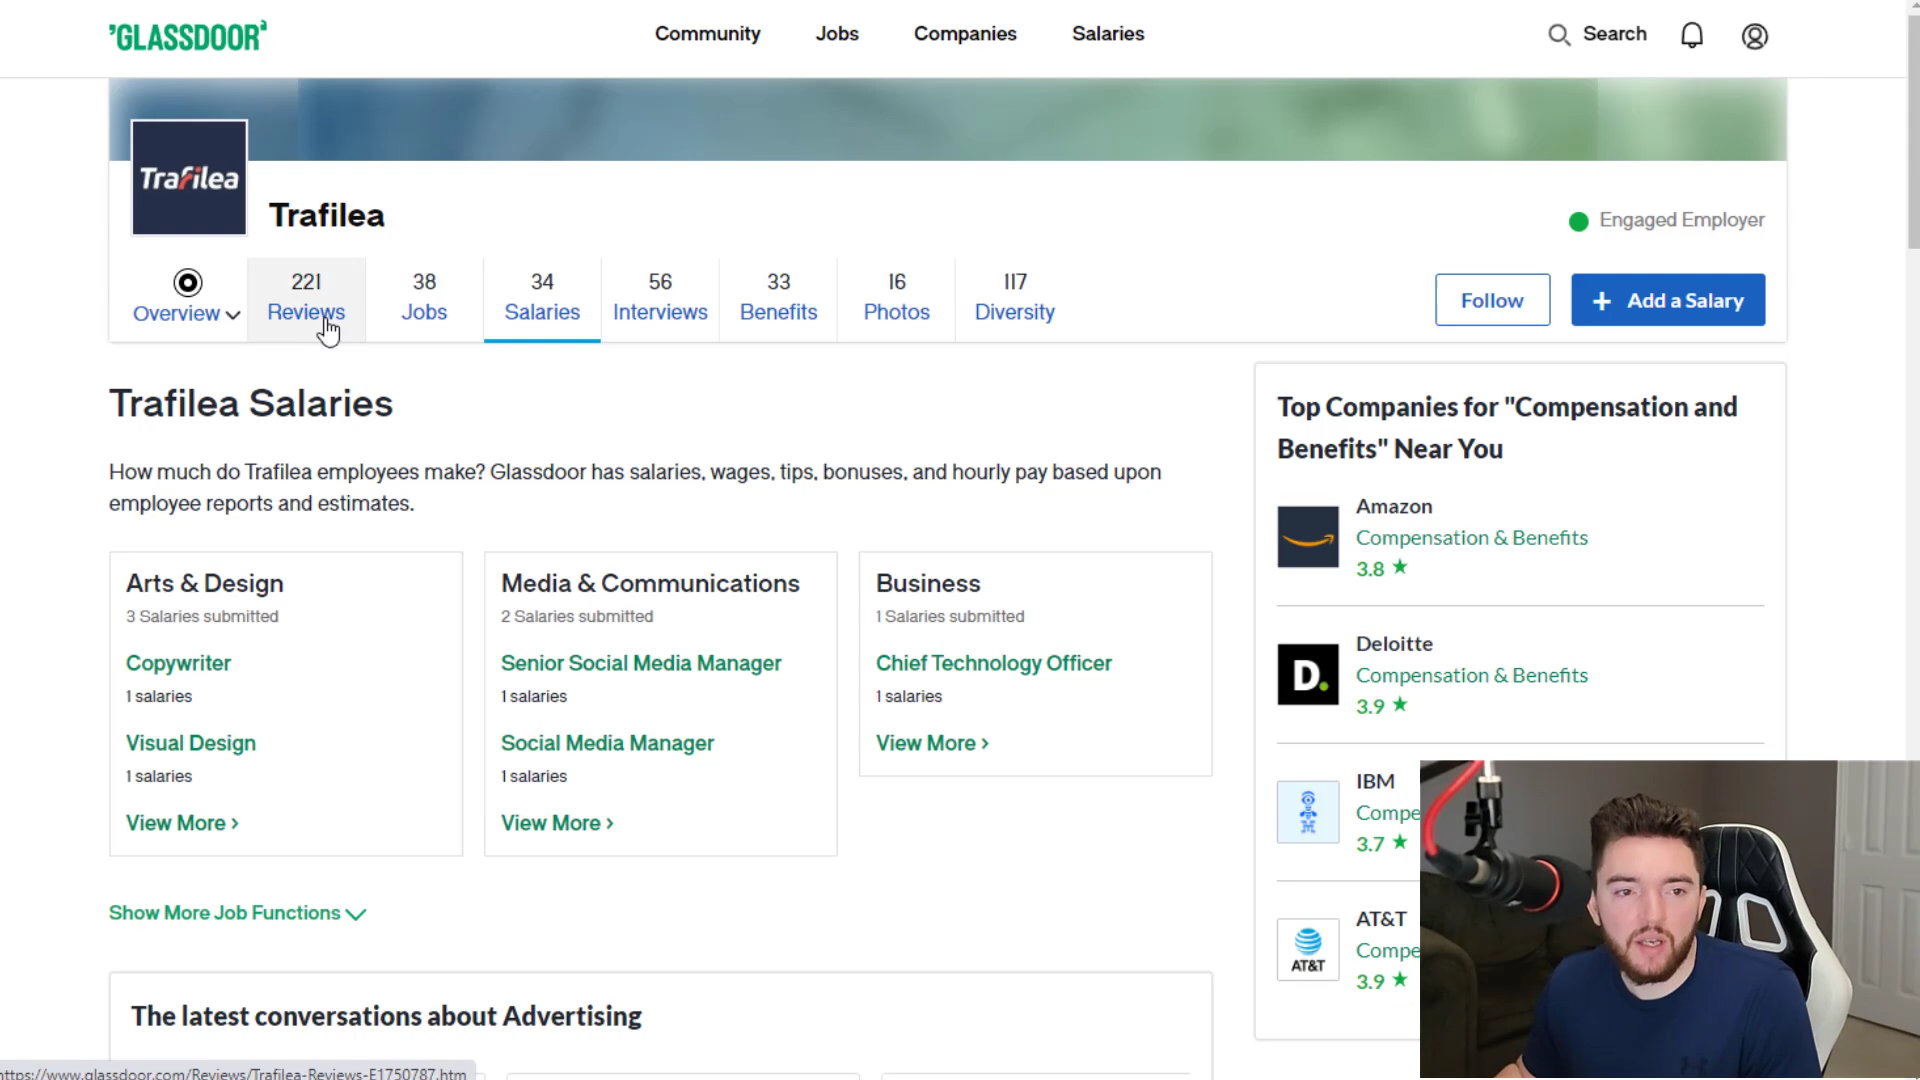 GLASSDOOR
Community
Jobs
Companies
Salaries
Search
Trafilea
Trafilea
Engaged Employer
Overview
221
Reviews
38
Jobs
34
Salaries
56
Interviews
33
Benefits
16
Photos
117
Diversity
Follow
+ Add a Salary
Trafilea Salaries
How much do Trafilea employees make? Glassdoor has salaries, wages, tips, bonuses, and hourly pay based upon
employee reports and estimates.
Arts & Design
3 Salaries submitted
Copywriter
1 salaries
Visual Design
1 salaries
View More >
Media & Communications
2 Salaries submitted
Senior Social Media Manager
1 salaries
Social Media Manager
1 salaries
View More >
Business
1 Salaries submitted
Chief Technology Officer
1 salaries
View More >
Show More Job Functions
The latest conversations about Advertising
Top Companies for "Compensation and
Benefits" Near You
Amazon
Compensation & Benefits
3.8 ★
D.
Deloitte
Compensation & Benefits
3.9 ★
IBM
Compe
3.7 ★
AT&T
AT&T
Compe
3.9 ★
https://www.glassdoor.com/Reviews/Trafilea-Reviews-E1750787.htm